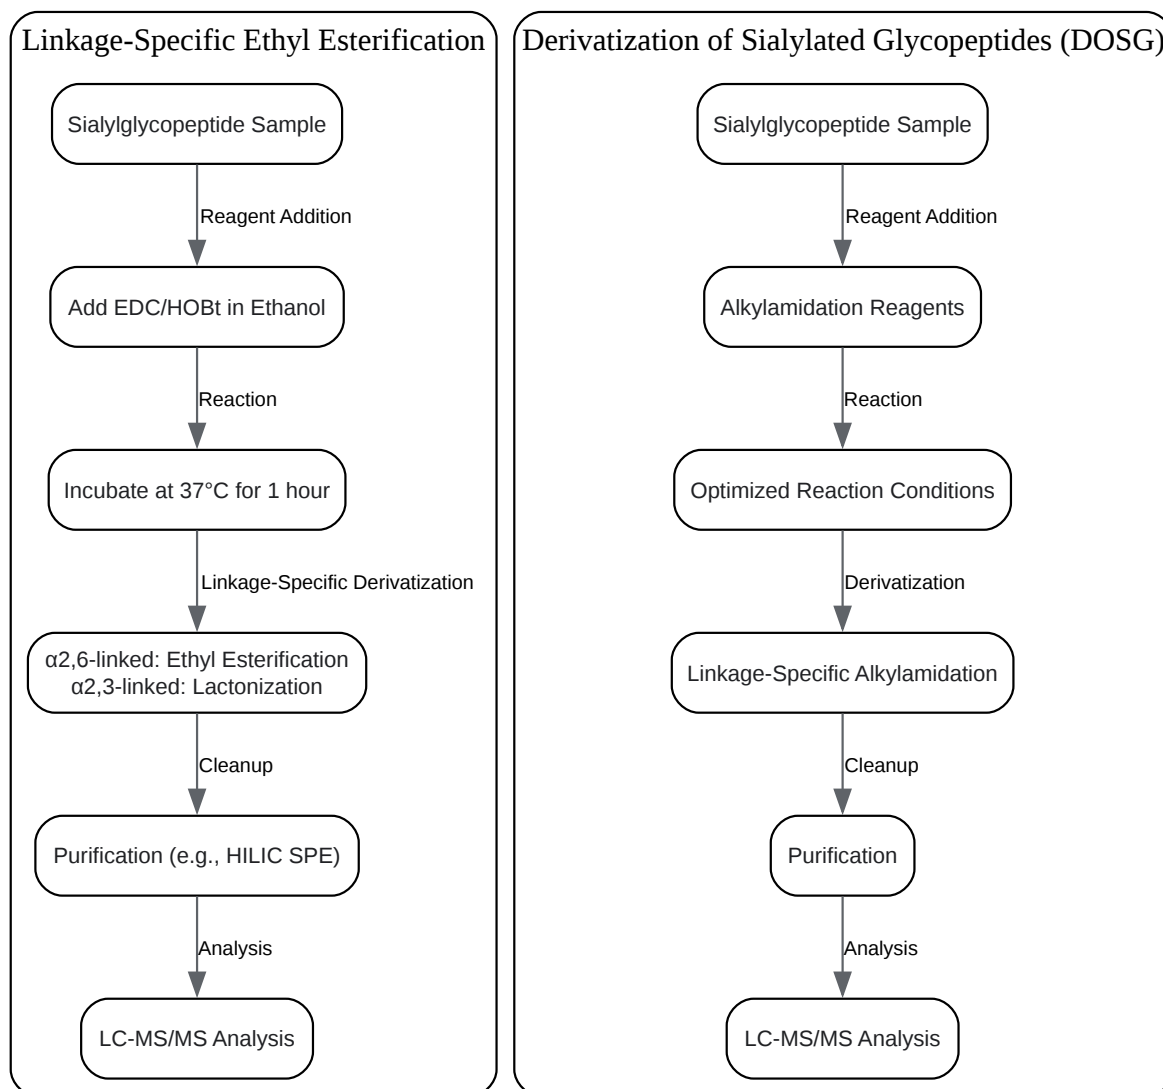 Linkage-Specific Ethyl Esterification
Sialylglycopeptide Sample
Reagent Addition
Add EDC/HOBt in Ethanol
Reaction
Incubate at 37°C for 1 hour
Linkage-Specific Derivatization
α2,6-linked: Ethyl Esterification
α2,3-linked: Lactonization
Cleanup
Purification (e.g., HILIC SPE)
Analysis
LC-MS/MS Analysis
Derivatization of Sialylated Glycopeptides (DOSG)
Sialylglycopeptide Sample
Reagent Addition
Alkylamidation Reagents
Reaction
Optimized Reaction Conditions
Derivatization
Linkage-Specific Alkylamidation
Cleanup
Purification
Analysis
LC-MS/MS Analysis